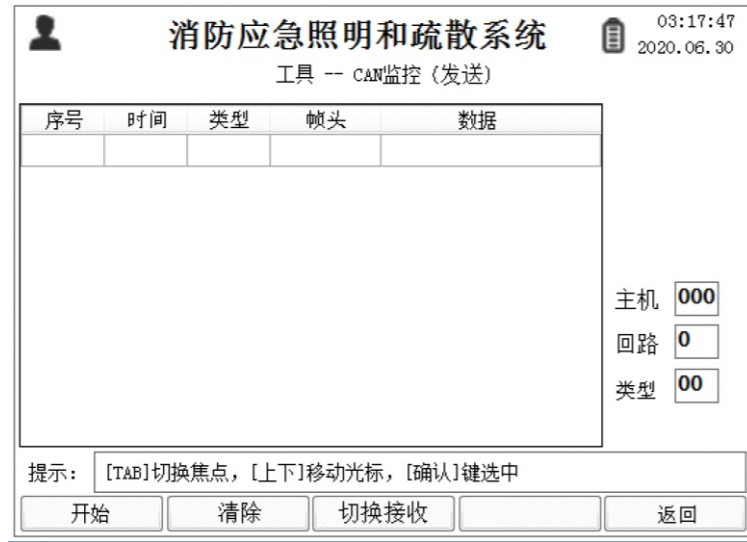 消防应急照明和疏散系统
03:17:47
2020.06.30
工具 -- CAN监控（发送）
序号 时间 类型 帧头 数据
主机 000
回路 0
类型 00
提示： [TAB]切换焦点，[上下]移动光标，[确认]键选中
开始 清除 切换接收 返回